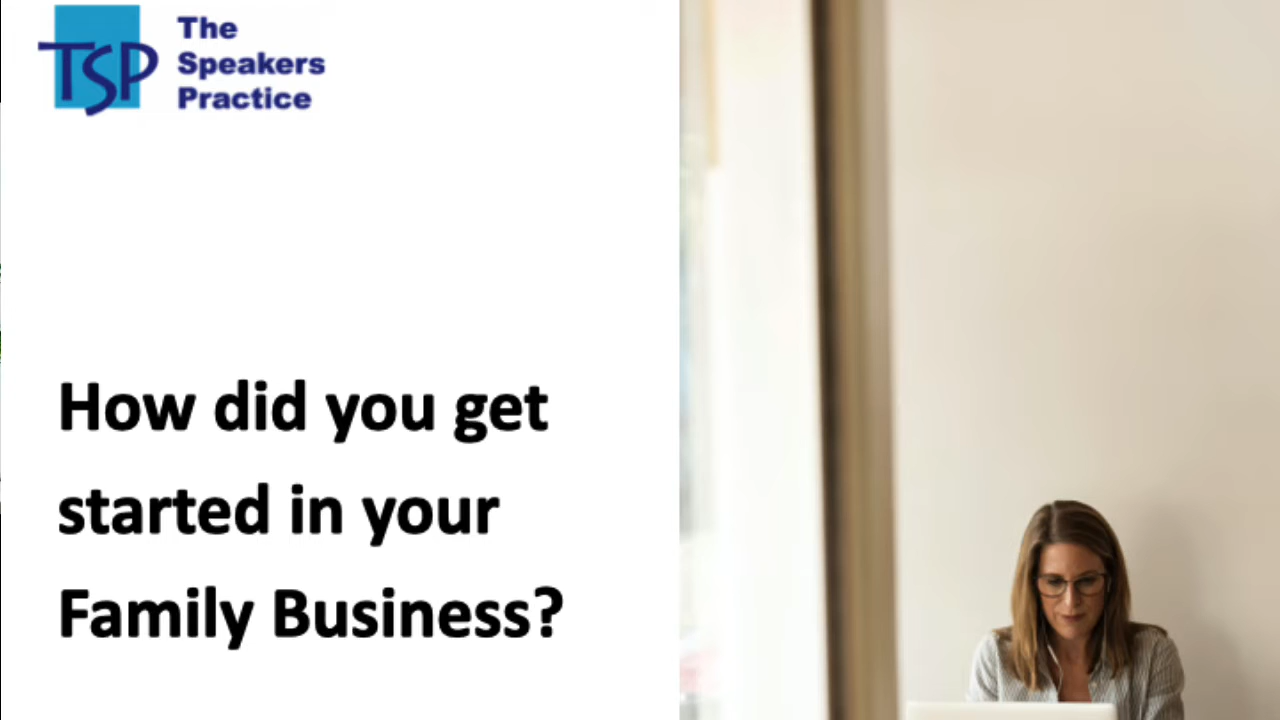 TSP
The
Speakers
Practice
How did you get
started in your
Family Business?